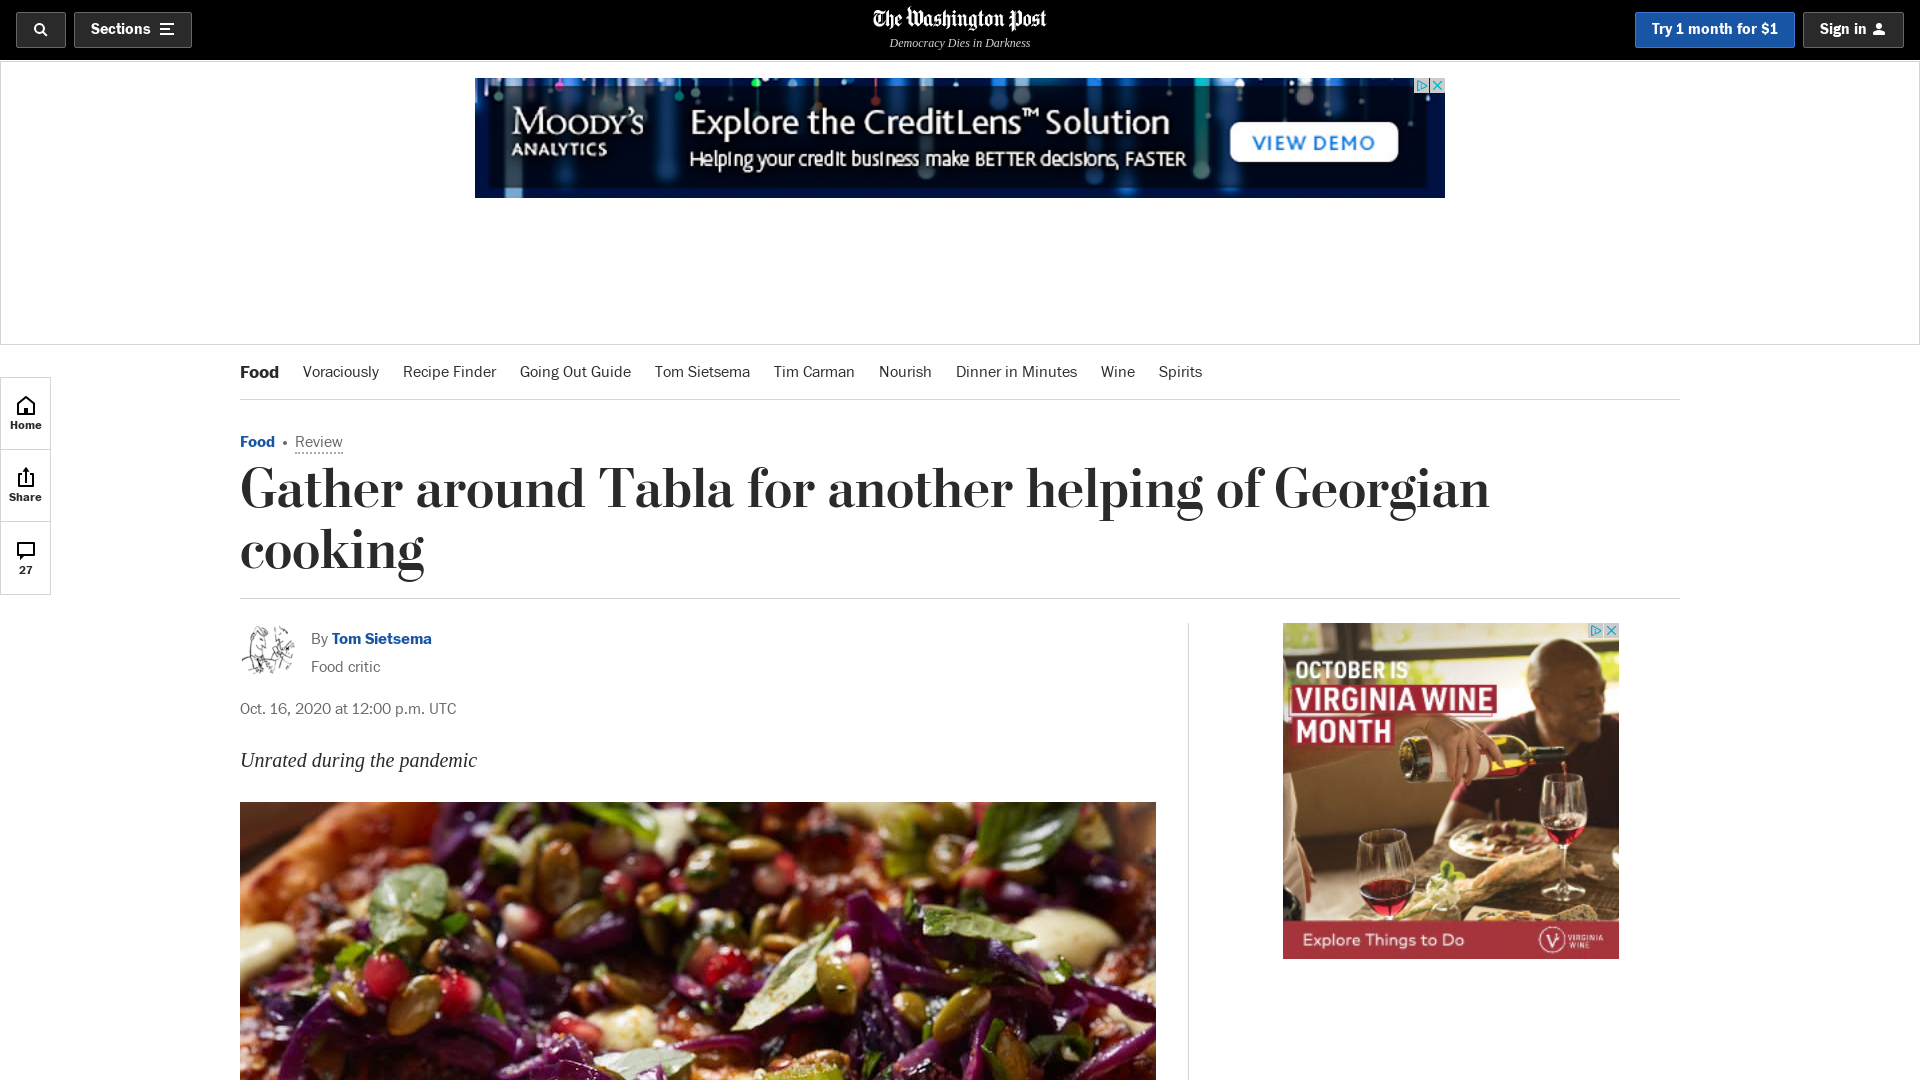 Sections
The Washington Post
Democracy Dies in Darkness
Try 1 month for $1
Sign in
MOODY'S
ANALYTICS
Explore the CreditLens™ Solution
Helping your credit business make BETTER decisions, FASTER
VIEW DEMO
Food
Voraciously
Recipe Finder
Going Out Guide
Tom Sietsema
Tim Carman
Nourish
Dinner in Minutes
Wine
Spirits
Home
Share
27
Food • Review
Gather around Tabla for another helping of Georgian
cooking
By Tom Sietsema
Food critic
Oct. 16, 2020 at 12:00 p.m. UTC
Unrated during the pandemic
OCTOBER IS
VIRGINIA WINE
MONTH
Explore Things to Do
VIRGINIA
WINE